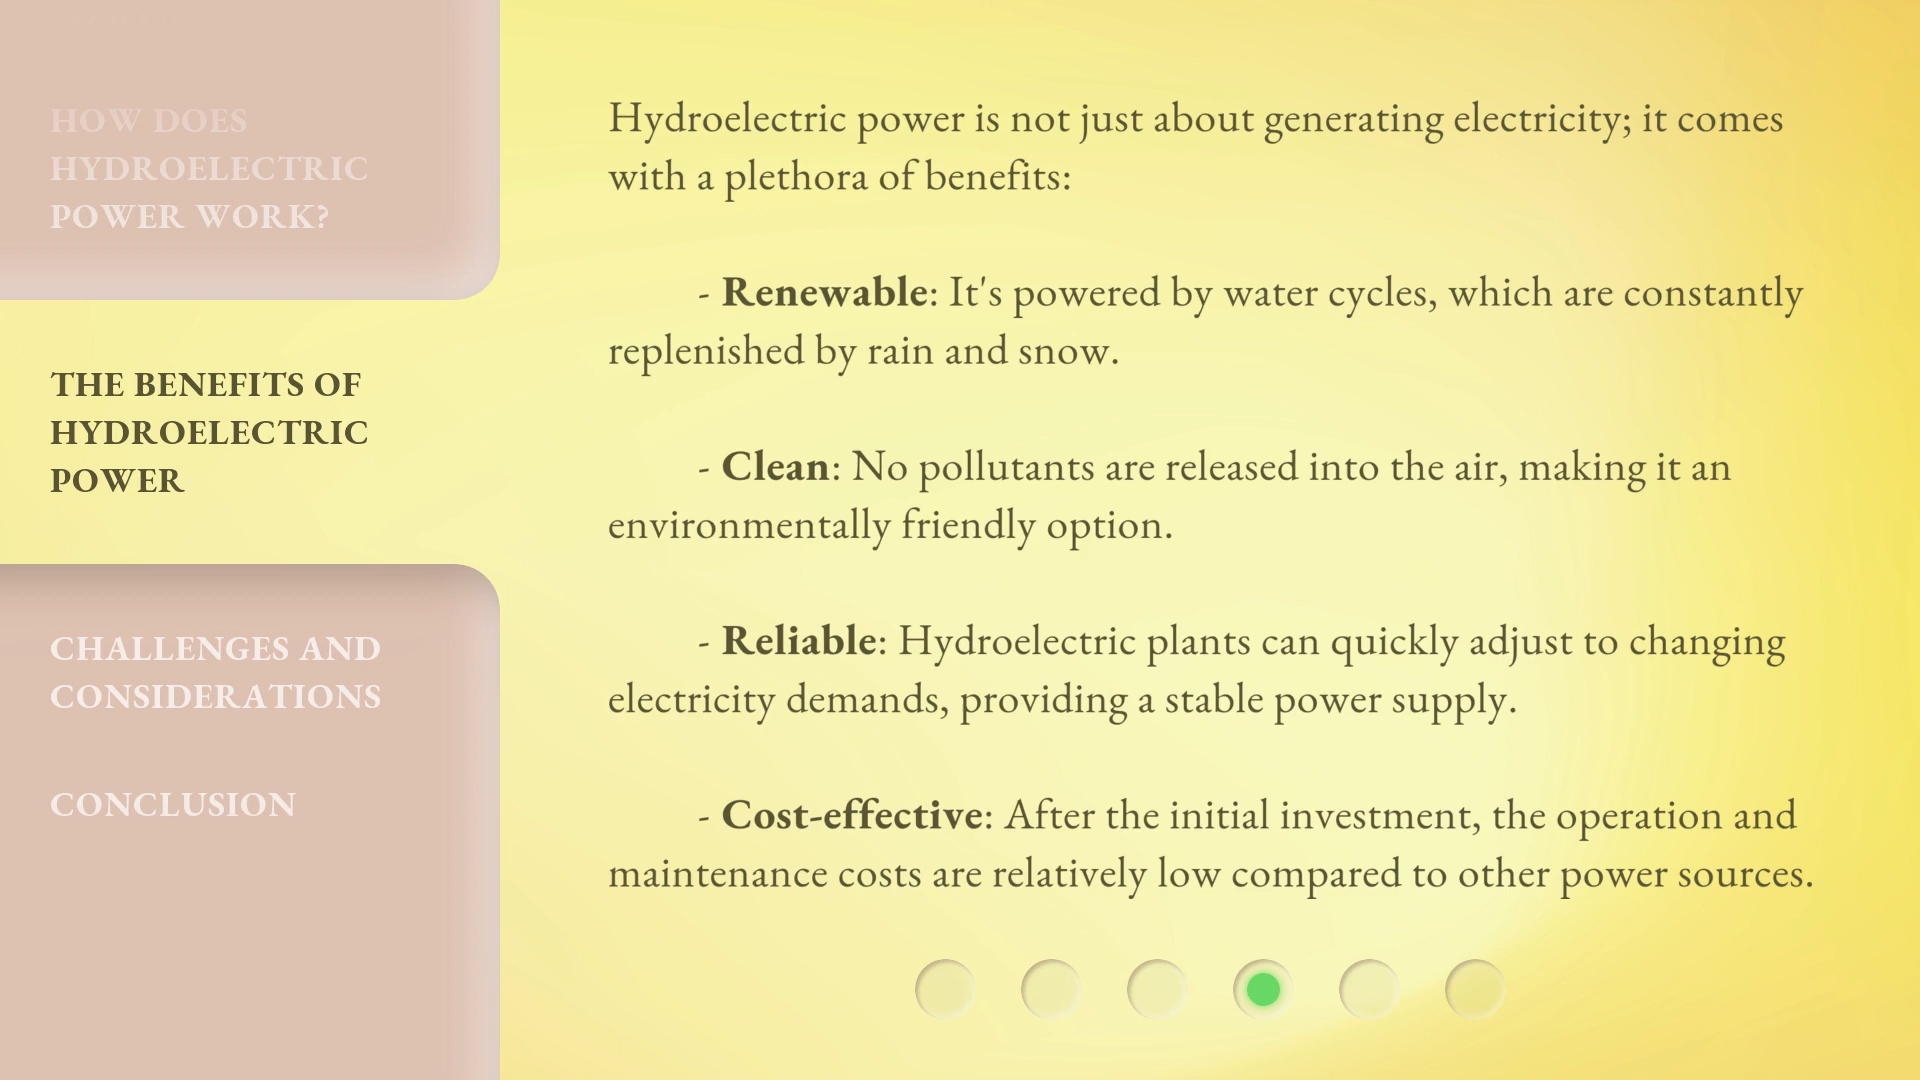 HOW DOES
HYDROELECTRIC
POWER WORK?
THE BENEFITS OF
HYDROELECTRIC
POWER
CHALLENGES AND
CONSIDERATIONS
CONCLUSION
Hydroelectric power is not just about generating electricity; it comes
with a plethora of benefits:
- Renewable: It's powered by water cycles, which are constantly
replenished by rain and snow.
- Clean: No pollutants are released into the air, making it an
environmentally friendly option.
- Reliable: Hydroelectric plants can quickly adjust to changing
electricity demands, providing a stable power supply.
- Cost-effective: After the initial investment, the operation and
maintenance costs are relatively low compared to other power sources.